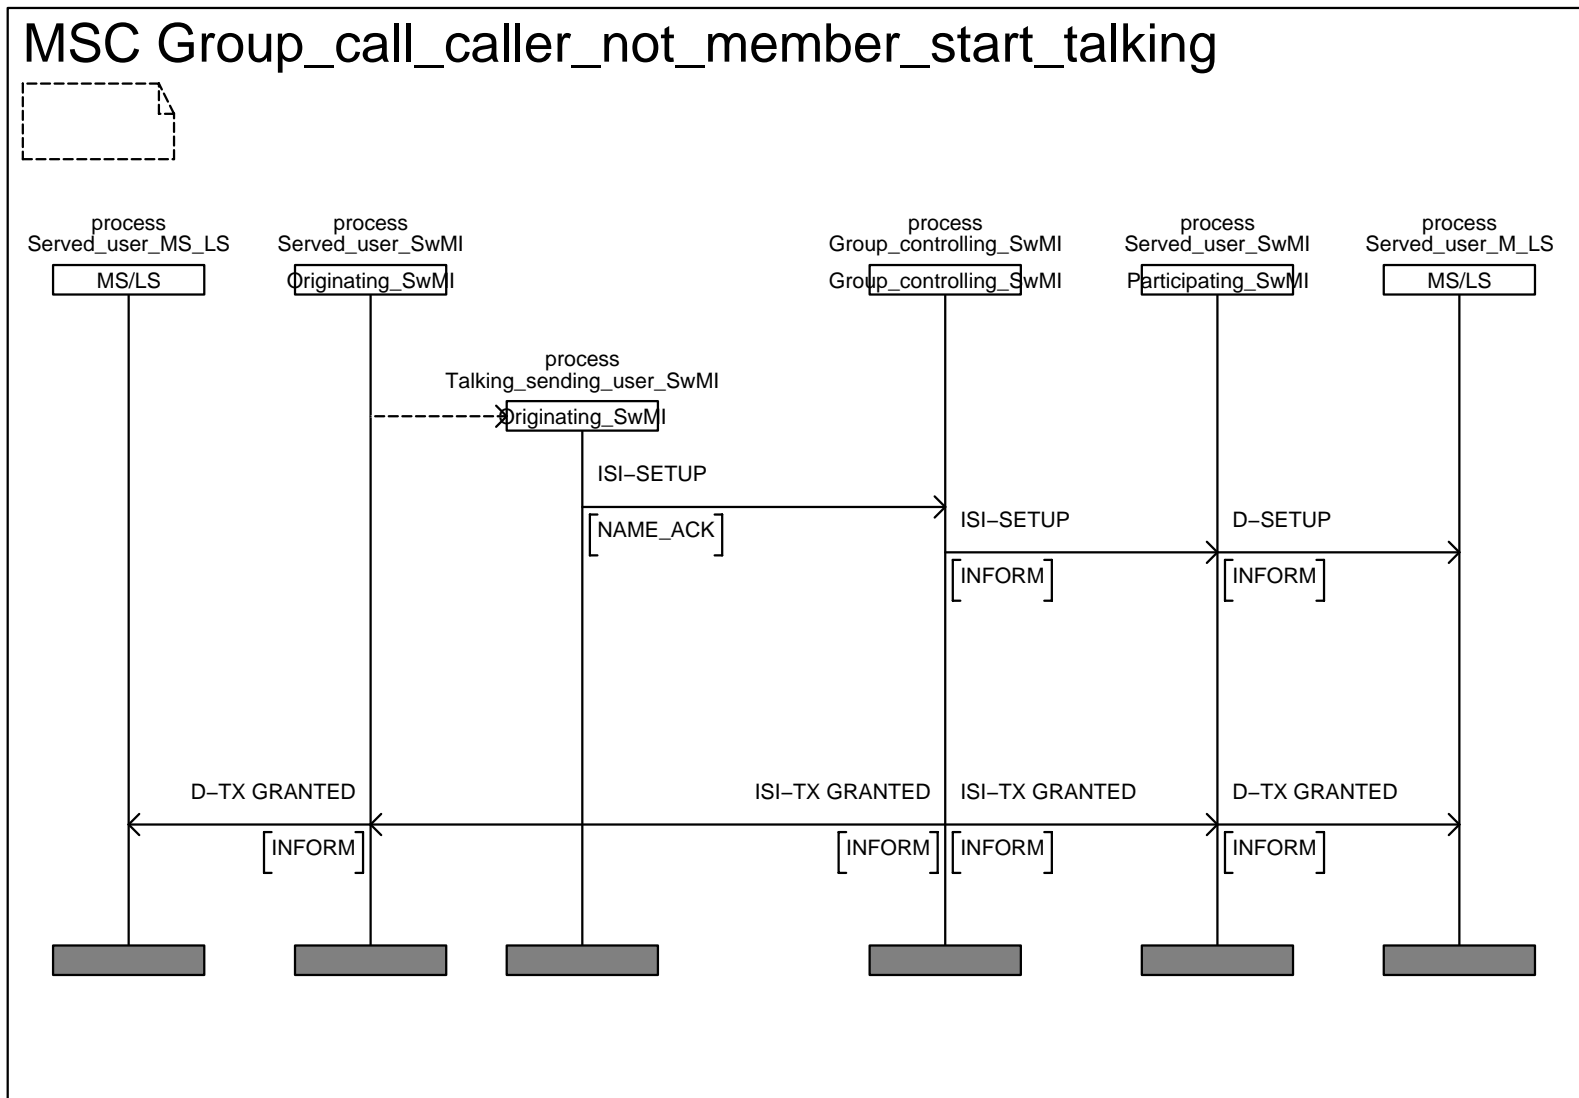 MSC Group_call_caller_not_member_start_talking
process
Served_user_MS_LS
MS/LS
process
Served_user_SwMI
Originating_SwMI
process
Group_controlling_SwMI
Group_controlling_SwMI
process
Served_user_SwMI
Participating_SwMI
process
Served_user_M_LS
MS/LS
process
Talking_sending_user_SwMI
Originating_SwMI
ISI−SETUP
NAME_ACK
ISI−SETUP
INFORM
D−SETUP
INFORM
D−TX GRANTED
INFORM
ISI−TX GRANTED
INFORM
ISI−TX GRANTED
INFORM
D−TX GRANTED
INFORM